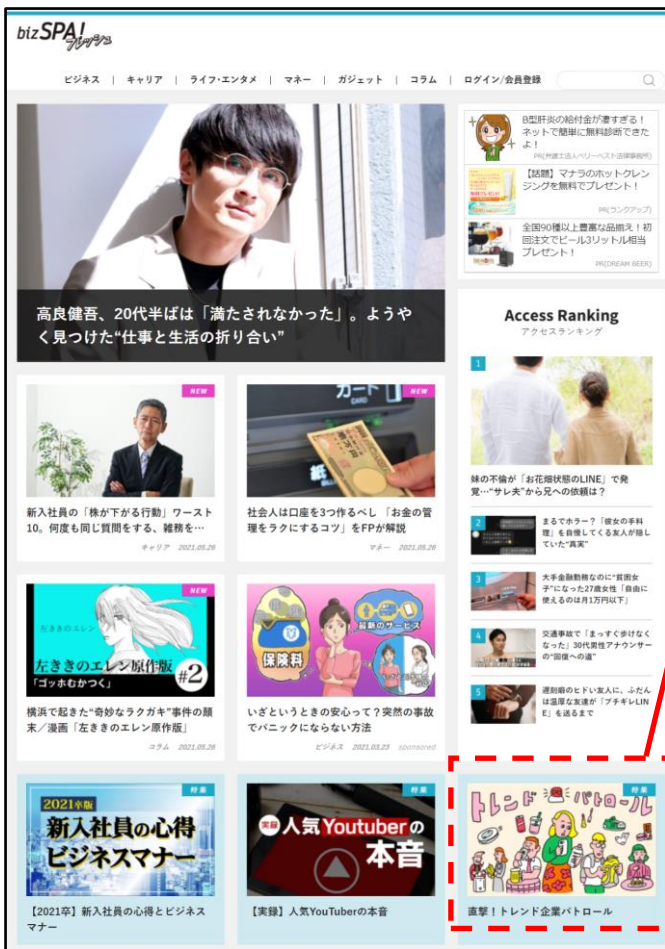 bizSPA!
フレッシュ
ビジネス | キャリア | ライフ・エンタメ | マネー | ガジェット | コラム | ログイン/会員登録
高良健吾、20代半ばは「満たされなかった」。ようや
く見つけた“仕事と生活の折り合い”
B型肝炎の給付金が凄すぎる！
ネットで簡単に無料診断できた
よ！
PR(弁護士法人ベリーベスト法律事務所)
【話題】マナラのホットクレン
ジングを無料でプレゼント！
PR(ランクアップ)
全国90種以上豊富な品揃え！初
回注文でビール3リットル相当
プレゼント！
PR(DREAM BEER)
Access Ranking
アクセスランキング
1
妹の不倫が「お花畑状態のLINE」で発
覚…“サレ夫”から兄への依頼は？
2
まるでホラー？「彼女の手料
理」を自慢してくる友人が隠し
ていた“真実”
3
大手金融勤務なのに“貧困女
子”になった27歳女性「自由に
使えるのは月1万円以下」
4
交通事故で「まっすぐ歩けなく
なった」30代男性アナウンサー
の“回復への道”
5
遅刻癖のヒドい友人に、ふだん
は温厚な友達が「プチギレLIN
E」を送るまで
NEW
新入社員の「株が下がる行動」ワースト
10。何度も同じ質問をする、雑務を…
キャリア 2021.05.26
NEW
カード
CARD
紙
社会人は口座を3つ作るべし「お金の管
理をラクにするコツ」をFPが解説
マネー 2021.05.26
NEW
左ききのエレン
左ききのエレン原作版
「ゴッホむかつく」
#2
横浜で起きた“奇妙なラクガキ”事件の顛
末／漫画「左ききのエレン原作版」
コラム 2021.05.26
最新のサービス
保険料
いざというときの安心って？突然の事故
でパニックにならない方法
ビジネス 2021.03.23 sponsored
特集
2021卒版
新入社員の心得
ビジネスマナー
【2021卒】新入社員の心得とビジネス
マナー
特集
実録 人気Youtuberの
本音
【実録】人気YouTuberの本音
特集
トレンド パトロール
直撃！トレンド企業パトロール